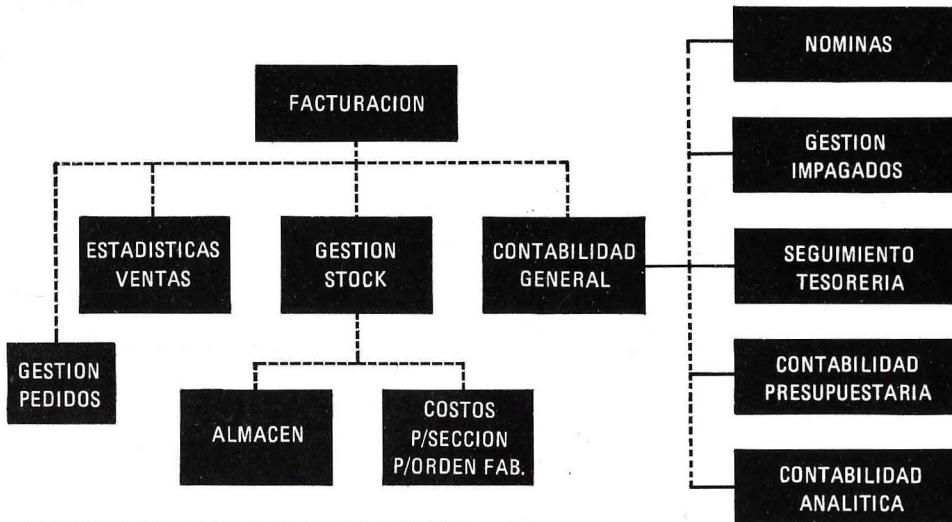 FACTURACION
ESTADISTICAS
VENTAS
GESTION
STOCK
CONTABILIDAD
GENERAL
GESTION
PEDIDOS
ALMACEN
COSTOS
P/SECCION
P/ORDEN FAB.
NOMINAS
GESTION
IMPAGADOS
SEGUIMIENTO
TESORERIA
CONTABILIDAD
PRESUPUESTARIA
CONTABILIDAD
ANALITICA